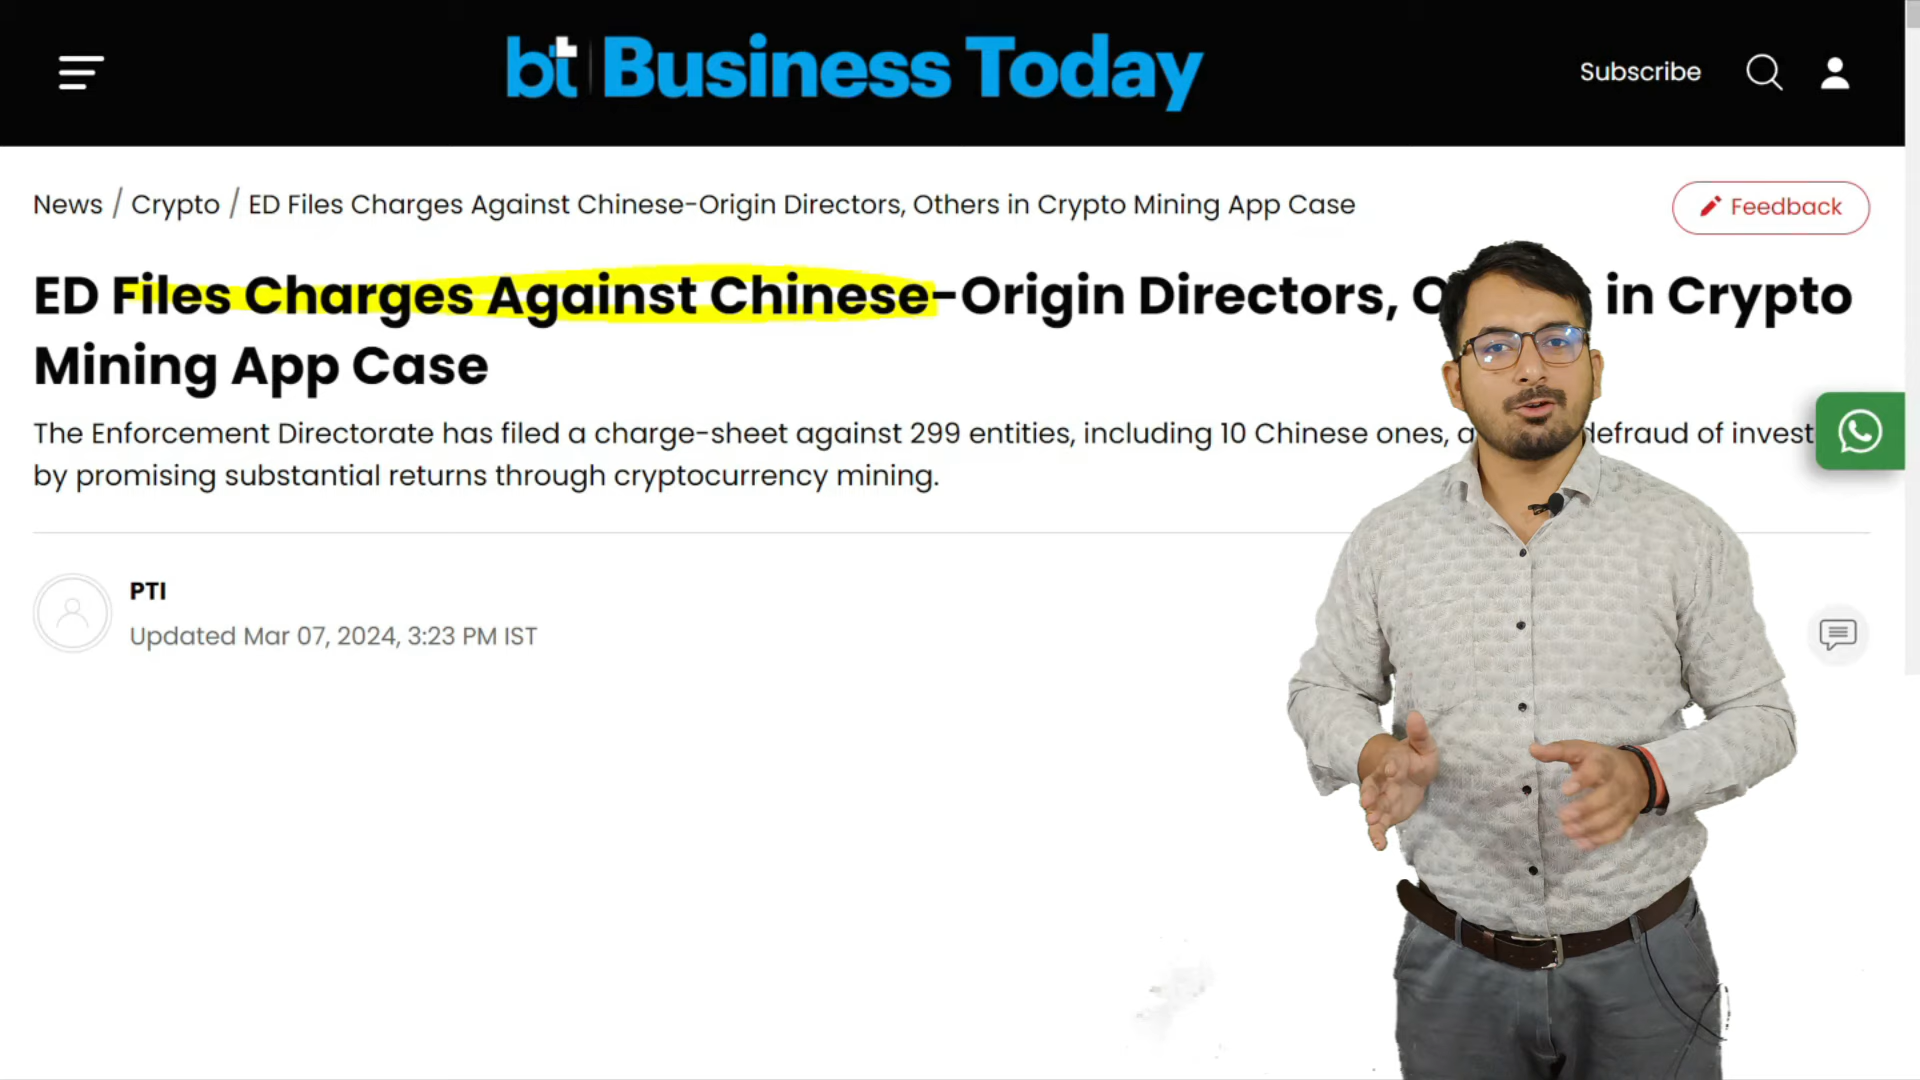 bt Business Today
Subscribe
News / Crypto / ED Files Charges Against Chinese-Origin Directors, Others in Crypto Mining App Case
Feedback
ED Files Charges Against Chinese-Origin Directors, in Crypto
Mining App Case
The Enforcement Directorate has filed a charge-sheet against 299 entities, including 10 Chinese ones, defraud of
by promising substantial returns through cryptocurrency mining.
PTI
Updated Mar 07, 2024, 3:23 PM IST